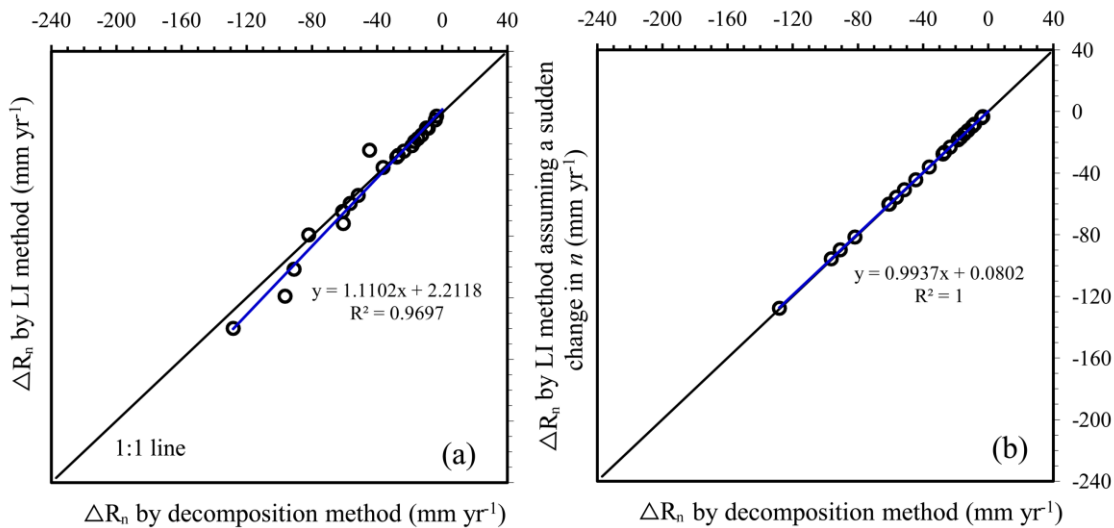 -240 -200 -160 -120 -80 -40 0 40
-240 -200 -160 -120 -80 -40 0 40
△Rₙ by LI method (mm yr⁻¹)
y = 1.1102x + 2.2118
R² = 0.9697
1:1 line
(a)
△Rₙ by decomposition method (mm yr⁻¹)
△Rₙ by LI method assuming a sudden
change in n (mm yr⁻¹)
y = 0.9937x + 0.0802
R² = 1
(b)
40
0
-40
-80
-120
-160
-200
-240
△Rₙ by decomposition method (mm yr⁻¹)